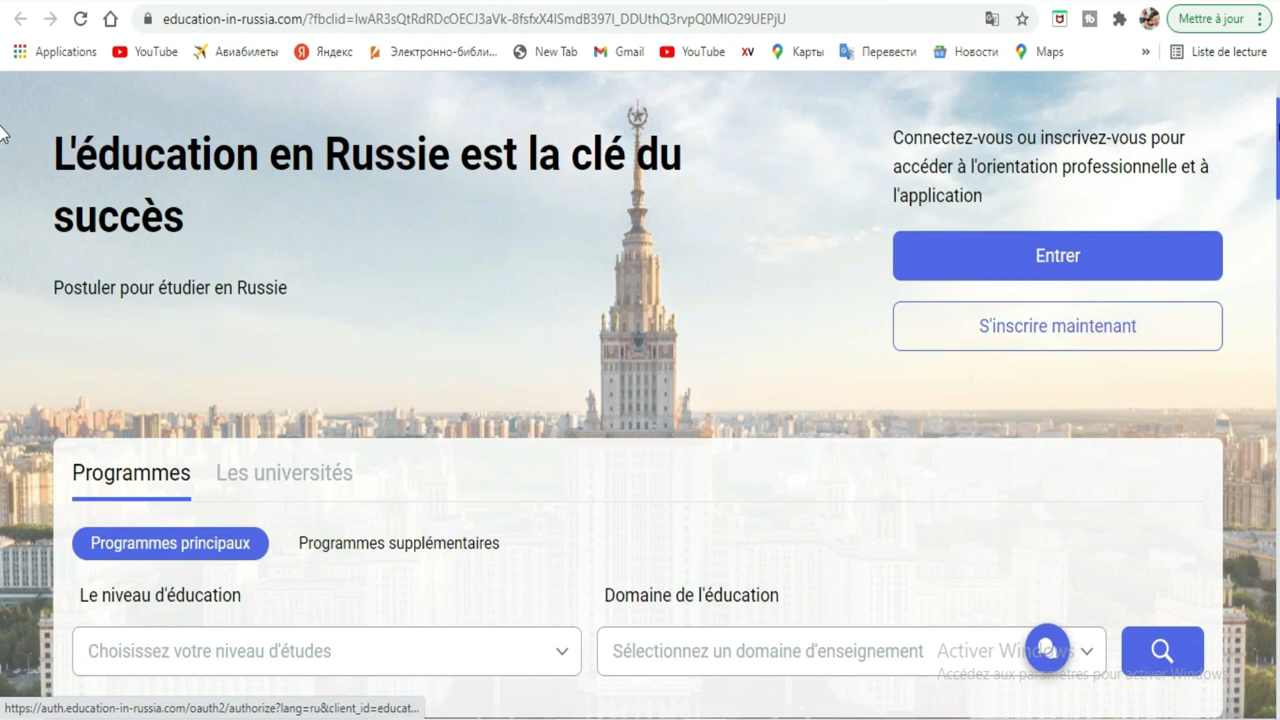 education-in-russia.com/?fbclid=IwAR3sQtRdRDcOECJ3aVk-8fsfxX4lSmdB397I_DDUthQ3rvpQ0MlO29UEPjU
Mettre à jour
Applications YouTube Авиабилеты Яндекс Электронно-библи... New Tab Gmail YouTube XV Карты Перевести Новости Maps » Liste de lecture
L'éducation en Russie est la clé du
succès
Postuler pour étudier en Russie
Connectez-vous ou inscrivez-vous pour
accéder à l'orientation professionnelle et à
l'application
Entrer
S'inscrire maintenant
Programmes Les universités
Programmes principaux Programmes supplémentaires
Le niveau d'éducation Domaine de l'éducation
Choisissez votre niveau d'études Sélectionnez un domaine d'enseignement
Activer Windows
Accédez aux paramètres pour activer Windows
https://auth.education-in-russia.com/oauth2/authorize?lang=ru&client_id=educat...